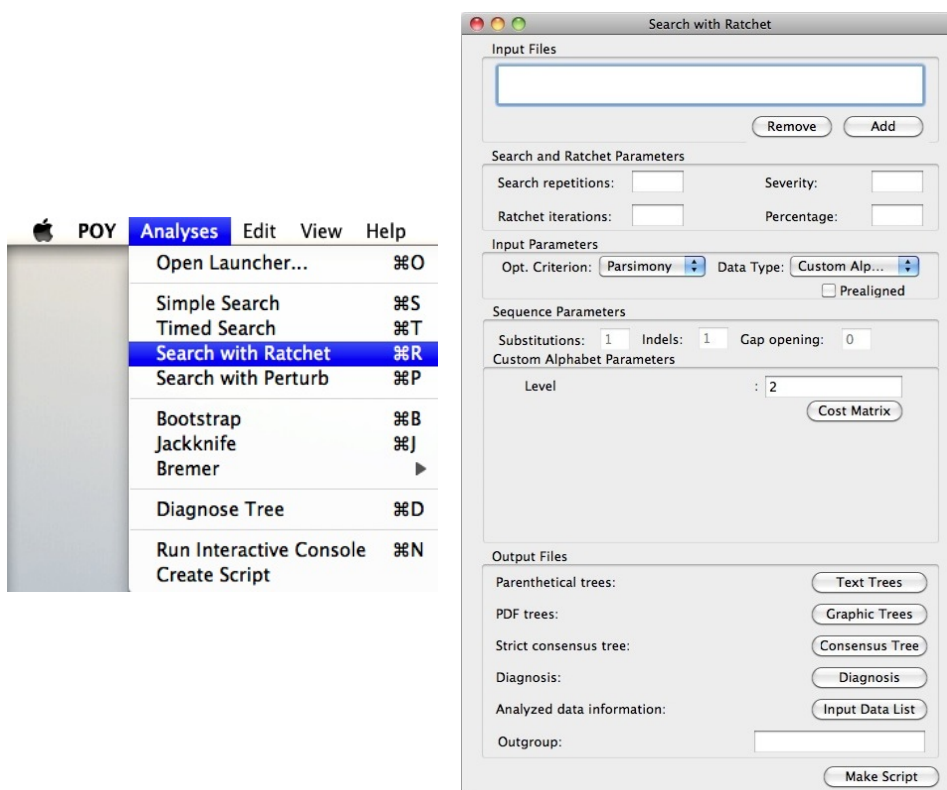 POY Analyses Edit View Help
Open Launcher... ⌘O
Simple Search ⌘S
Timed Search ⌘T
Search with Ratchet ⌘R
Search with Perturb ⌘P
Bootstrap ⌘B
Jackknife ⌘J
Bremer
Diagnose Tree ⌘D
Run Interactive Console ⌘N
Create Script
Search with Ratchet
Input Files
Remove Add
Search and Ratchet Parameters
Search repetitions: Severity:
Ratchet iterations: Percentage:
Input Parameters
Opt. Criterion: Parsimony Data Type: Custom Alp...
Prealigned
Sequence Parameters
Substitutions: 1 Indels: 1 Gap opening: 0
Custom Alphabet Parameters
Level : 2
Cost Matrix
Output Files
Parenthetical trees: Text Trees
PDF trees: Graphic Trees
Strict consensus tree: Consensus Tree
Diagnosis: Diagnosis
Analyzed data information: Input Data List
Outgroup:
Make Script